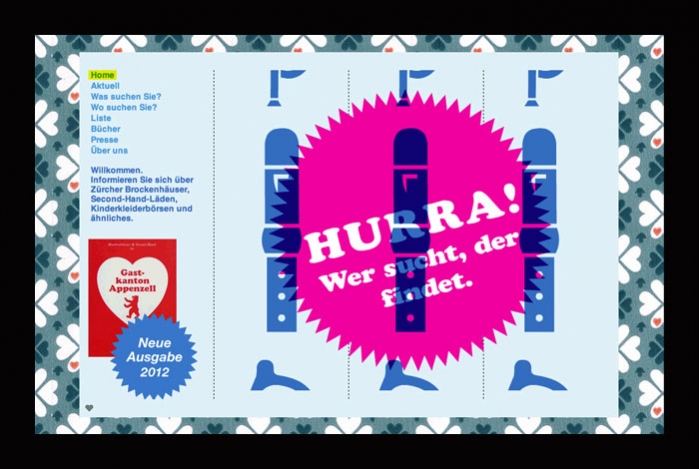 Home
Aktuell
Was suchen Sie?
Wo suchen Sie?
Liste
Bücher
Presse
Über uns
Willkommen.
Informieren Sie sich über
Zürcher Brockenhäuser,
Second-Hand-Läden,
Kinderkleiderbörsen und
ähnliches.
Gast-
kanton
Appenzell
Neue
Ausgabe
2012
HURRA!
Wer sucht, der
findet.